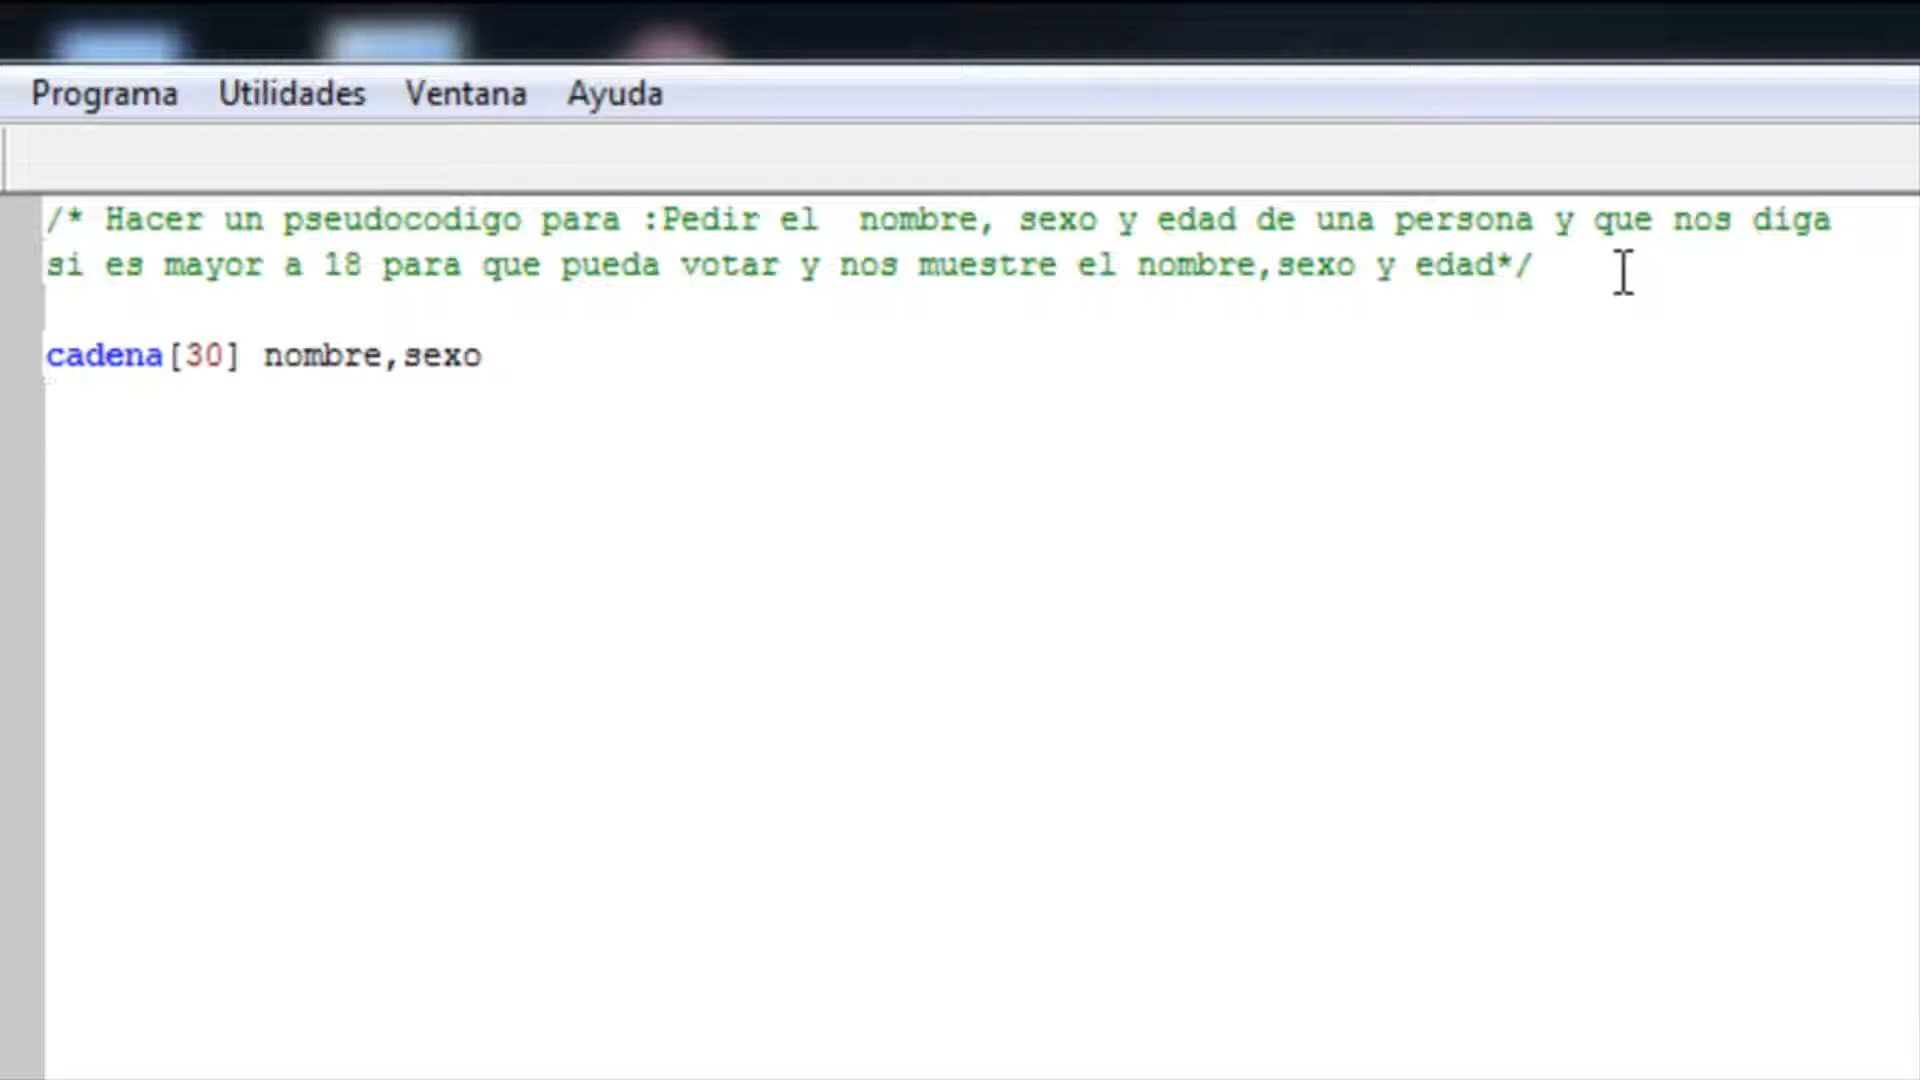 Programa Utilidades Ventana Ayuda
/* Hacer un pseudocodigo para :Pedir el  nombre, sexo y edad de una persona y que nos diga
si es mayor a 18 para que pueda votar y nos muestre el nombre,sexo y edad*/
cadena[30] nombre,sexo